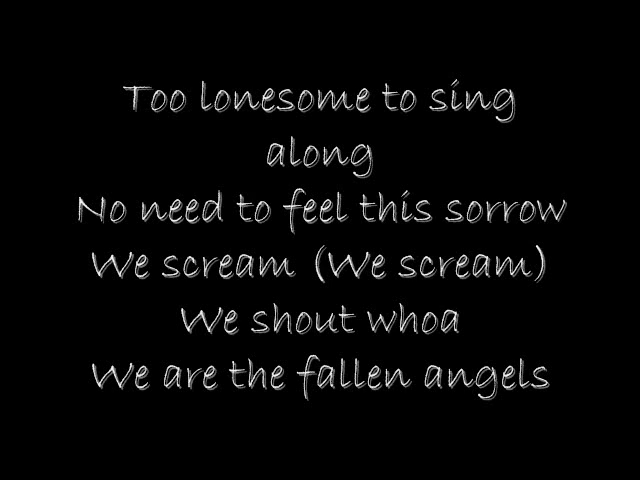 Too lonesome to sing
along
No need to feel this sorrow
We scream (We scream)
We shout whoa
We are the fallen angels